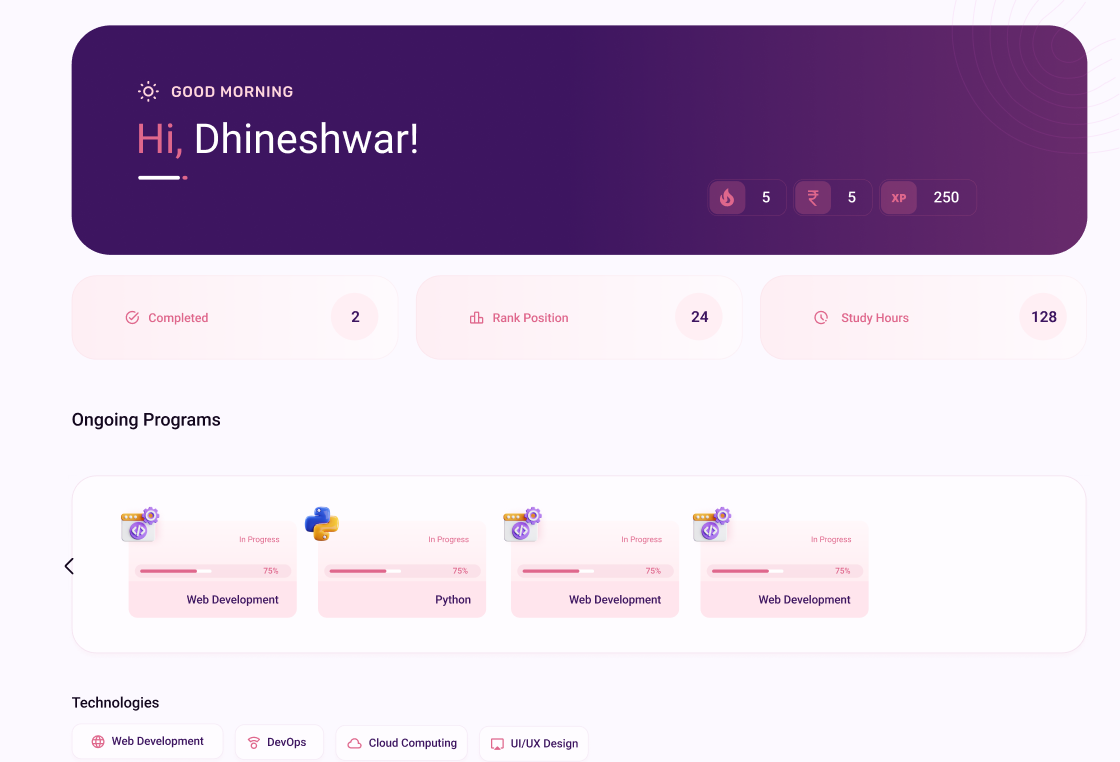 GOOD MORNING
Hi, Dhineshwar!
5 ₹ 5 XP 250
Completed 2 Rank Position 24 Study Hours 128
Ongoing Programs
In Progress In Progress In Progress In Progress
75% 75% 75% 75%
Web Development Python Web Development Web Development
Technologies
Web Development DevOps Cloud Computing UI/UX Design